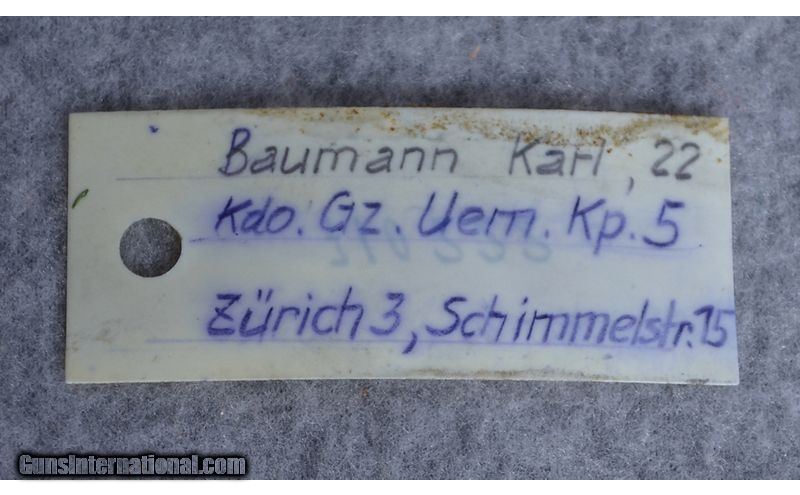 Baumann Karl, 22
Kdo. Gz. Uem. Kp. 5
Zürich 3, Schimmelstr. 15
GunsInternational.com